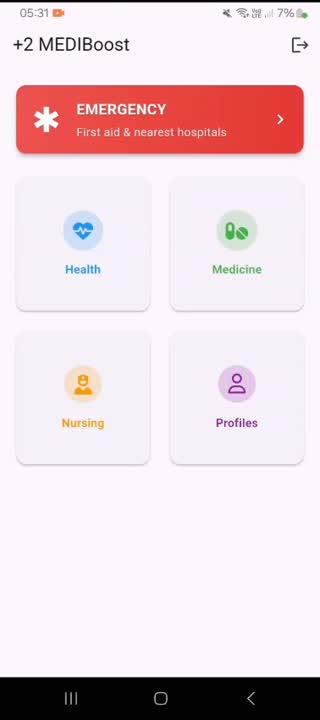 05:31 7%
+2 MEDIBoost
EMERGENCY
First aid & nearest hospitals
Health
Medicine
Nursing
Profiles